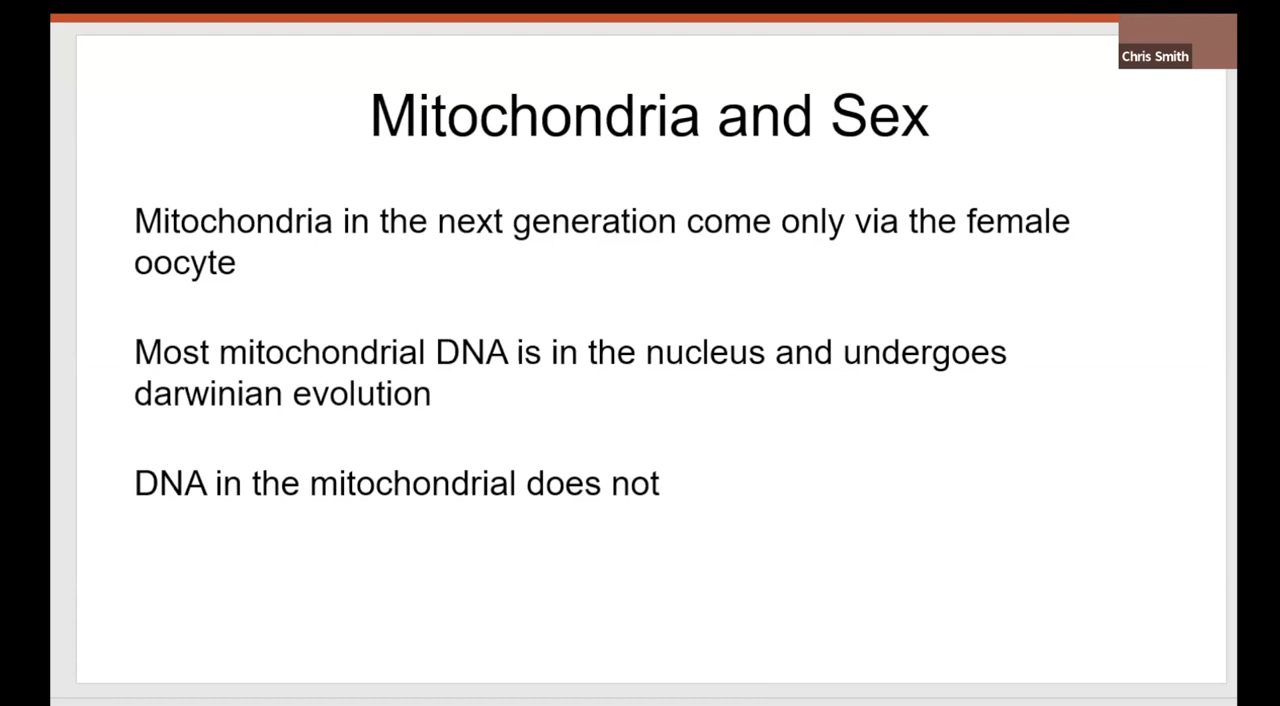 Chris Smith
Mitochondria and Sex
Mitochondria in the next generation come only via the female
oocyte
Most mitochondrial DNA is in the nucleus and undergoes
darwinian evolution
DNA in the mitochondrial does not